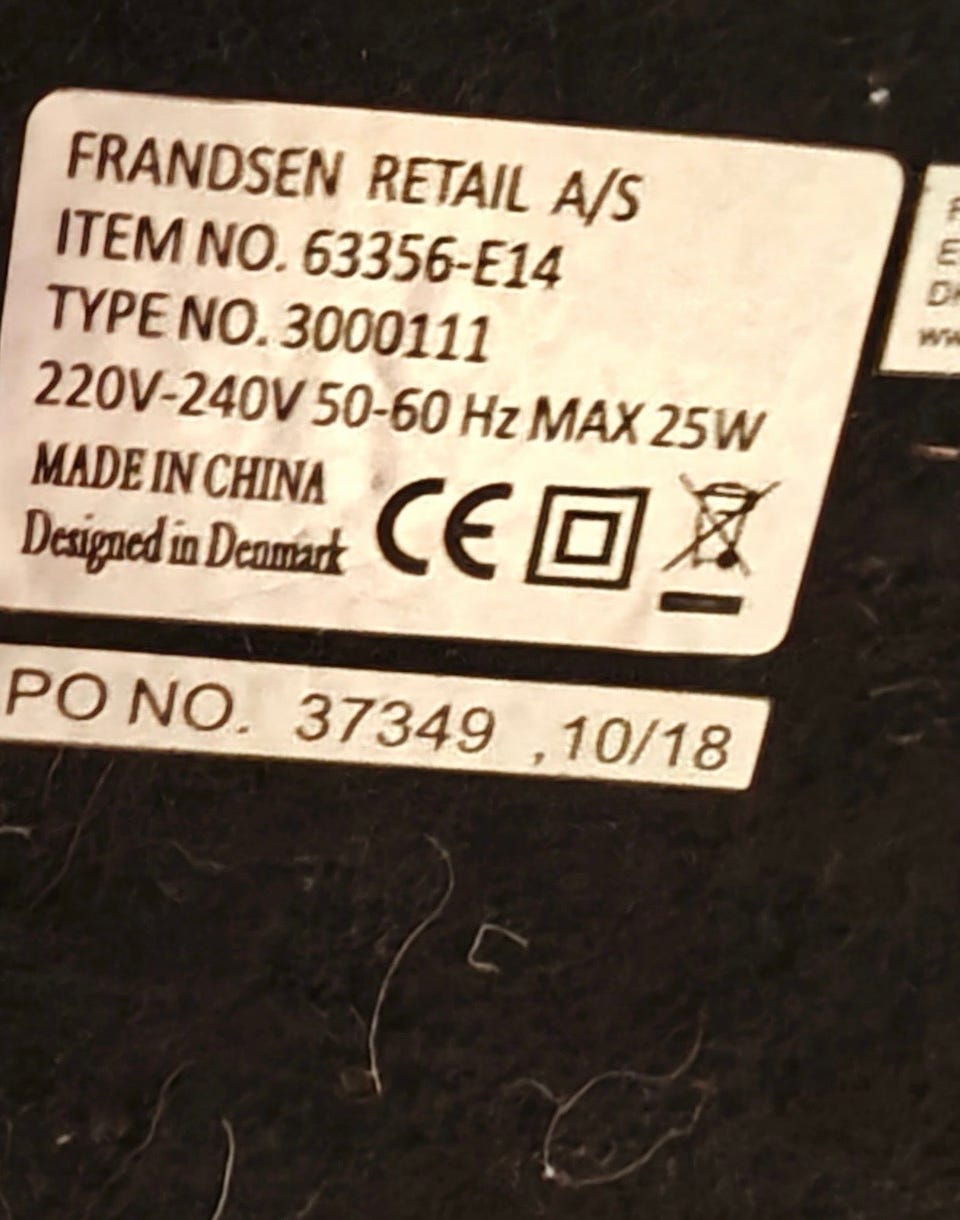 FRANDSEN RETAIL A/S
ITEM NO. 63356-E14
TYPE NO. 3000111
220V-240V 50-60 Hz MAX 25W
MADE IN CHINA
Designed in Denmark
CE
PO NO. 37349 ,10/18